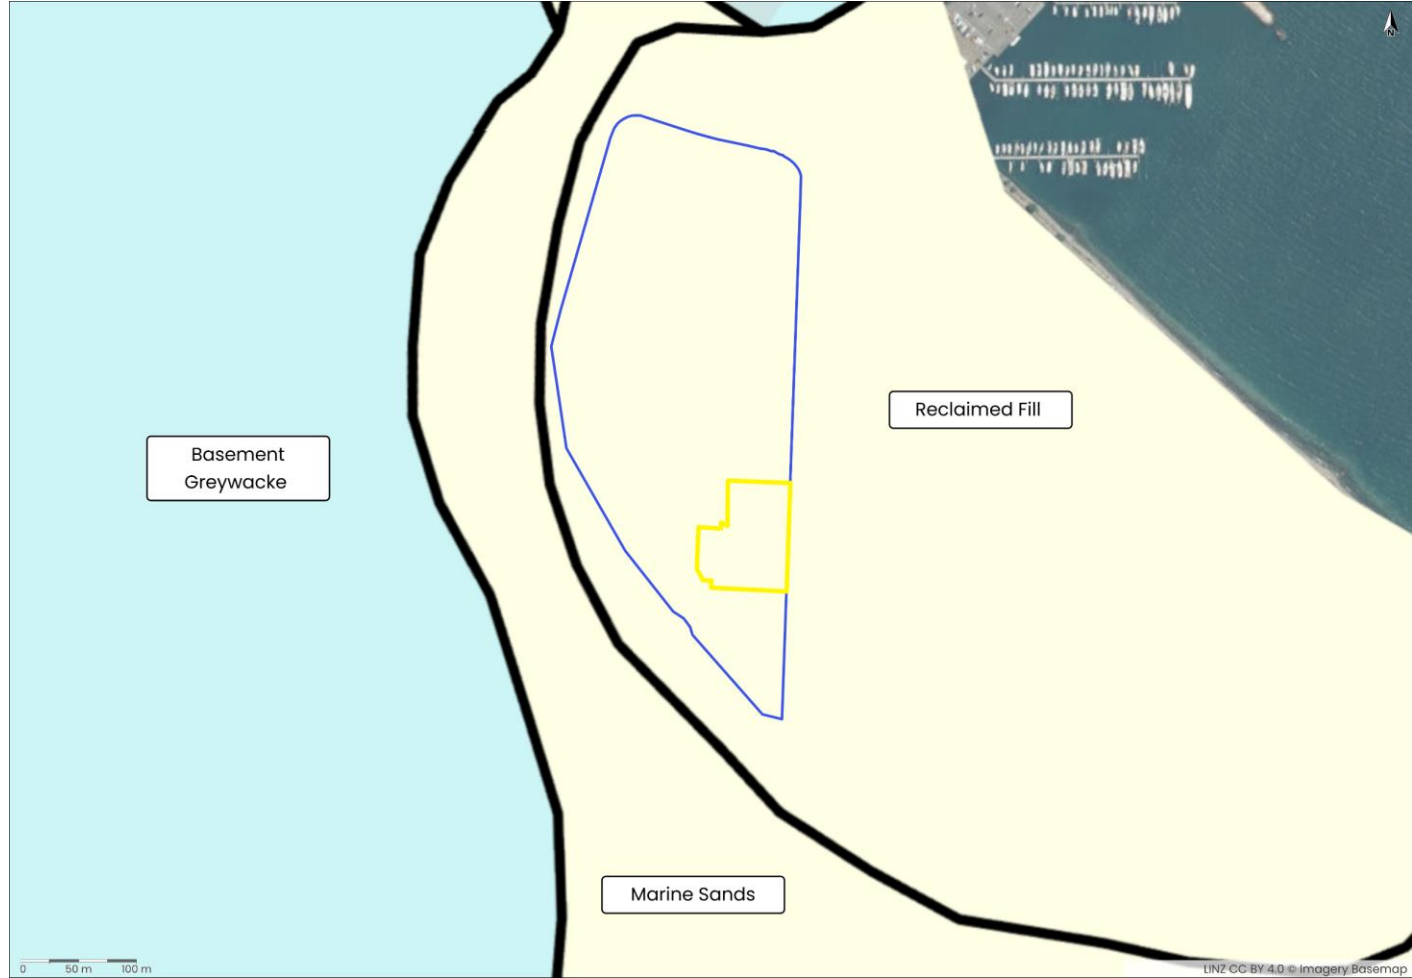 N
Reclaimed Fill
Basement
Greywacke
Marine Sands
0 50 m 100 m
LINZ CC BY 4.0 © Imagery Basemap